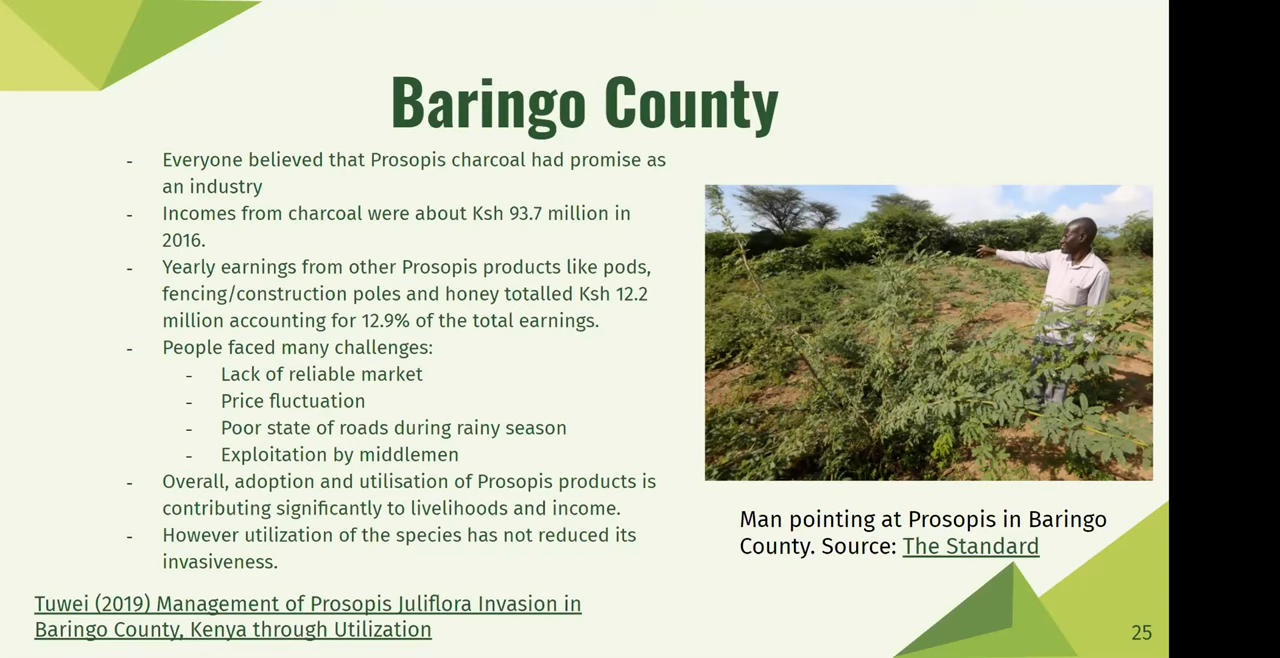 Baringo County
- Everyone believed that Prosopis charcoal had promise as
an industry
- Incomes from charcoal were about Ksh 93.7 million in
2016.
- Yearly earnings from other Prosopis products like pods,
fencing/construction poles and honey totalled Ksh 12.2
million accounting for 12.9% of the total earnings.
- People faced many challenges:
- Lack of reliable market
- Price fluctuation
- Poor state of roads during rainy season
- Exploitation by middlemen
- Overall, adoption and utilisation of Prosopis products is
contributing significantly to livelihoods and income.
- However utilization of the species has not reduced its
invasiveness.
Man pointing at Prosopis in Baringo
County. Source: The Standard
Tuwei (2019) Management of Prosopis Juliflora Invasion in
Baringo County, Kenya through Utilization
25